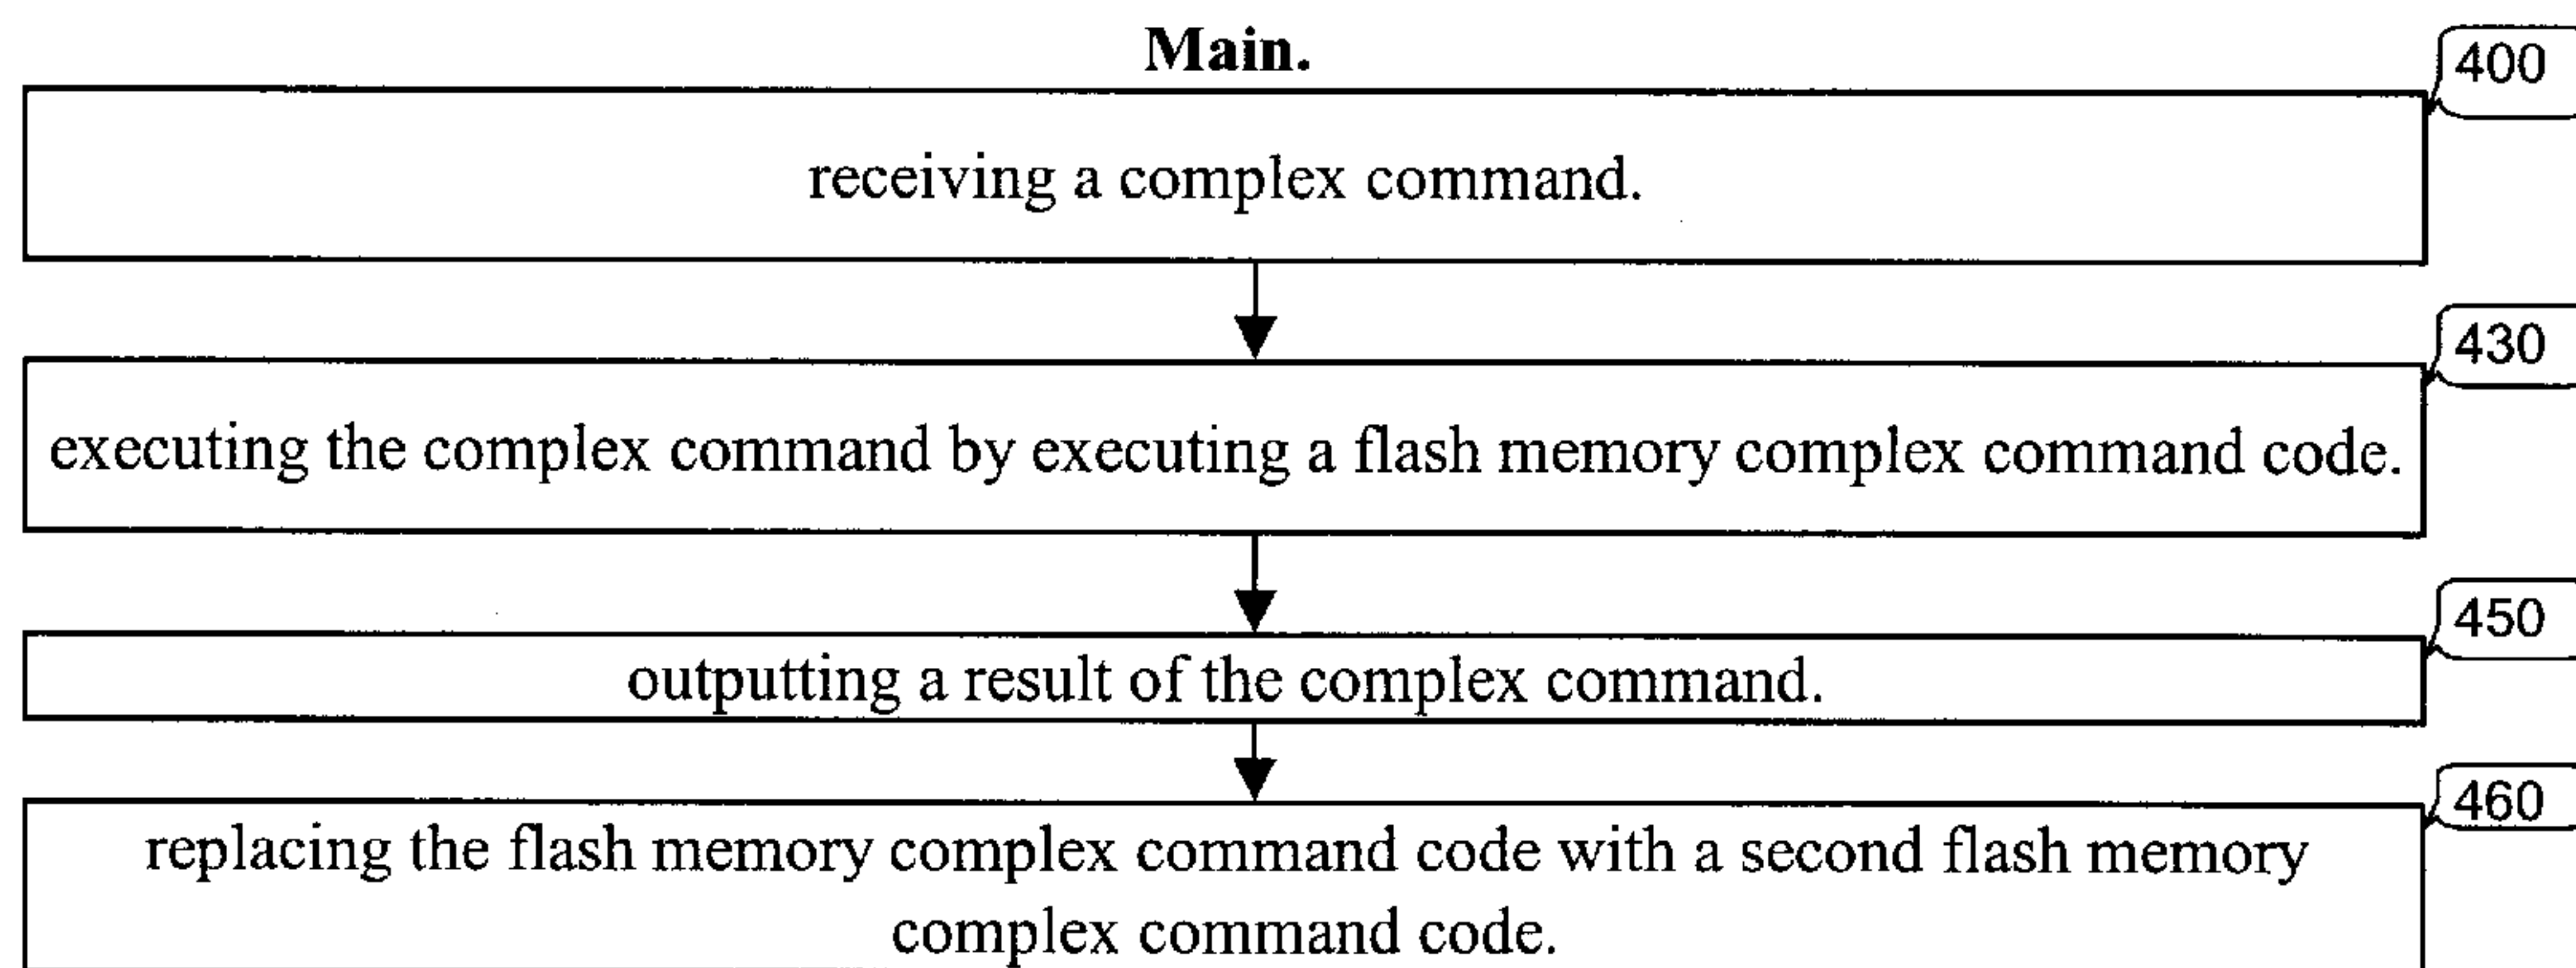 Main.
400
receiving a complex command.
430
executing the complex command by executing a flash memory complex command code.
450
outputting a result of the complex command.
460
replacing the flash memory complex command code with a second flash memory
complex command code.